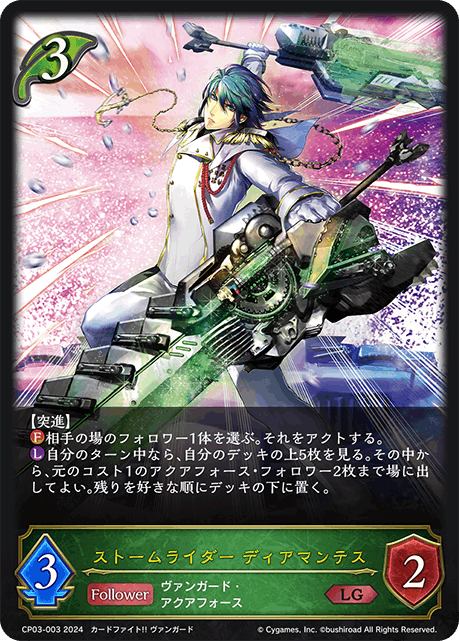 3
【突進】
F 相手の場のフォロワー1体を選ぶ。それをアクトする。
L 自分のターン中なら、自分のデッキの上5枚を見る。その中か
ら、元のコスト1のアクアフォース・フォロワー2枚まで場に出
してよい。残りを好きな順にデッキの下に置く。
ストームライダー ディアマンテス
3
Follower
ヴァンガード・
アクアフォース
LG
2
CP03-003 2024 カードファイト!! ヴァンガード
© Cygames, Inc. ©bushiroad All Rights Reserved.